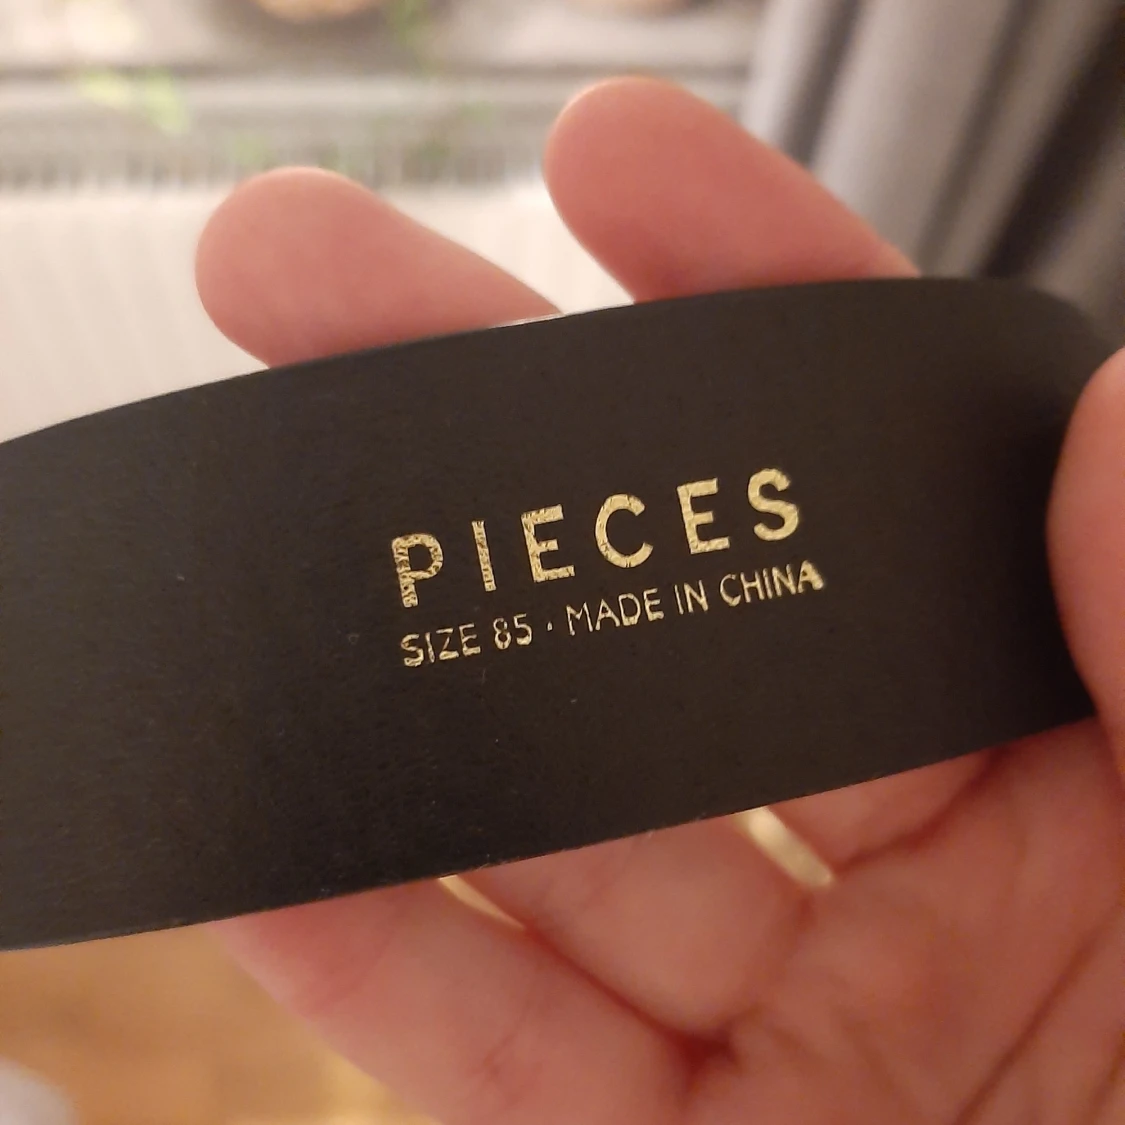 PIECES
SIZE 85 · MADE IN CHINA